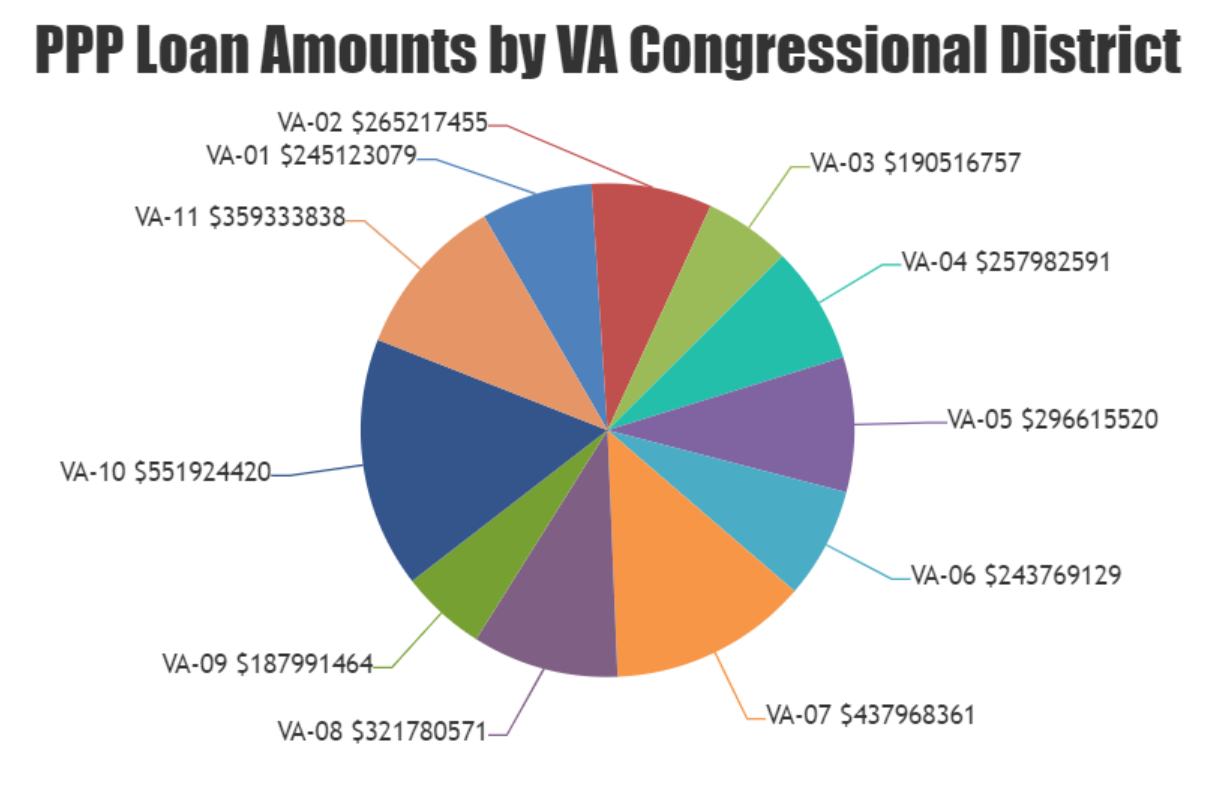 PPP Loan Amounts by VA Congressional District
VA-02 $265217455
VA-01 $245123079
VA-03 $190516757
VA-11 $359333838
VA-04 $257982591
VA-05 $296615520
VA-10 $551924420
VA-06 $243769129
VA-09 $187991464
VA-07 $437968361
VA-08 $321780571